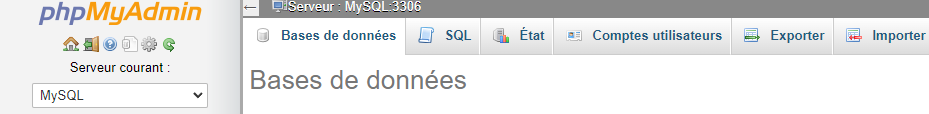 phpMyAdmin
Serveur courant :
MySQL
Serveur : MySQL:3306
Bases de données
SQL
État
Comptes utilisateurs
Exporter
Importer
Bases de données